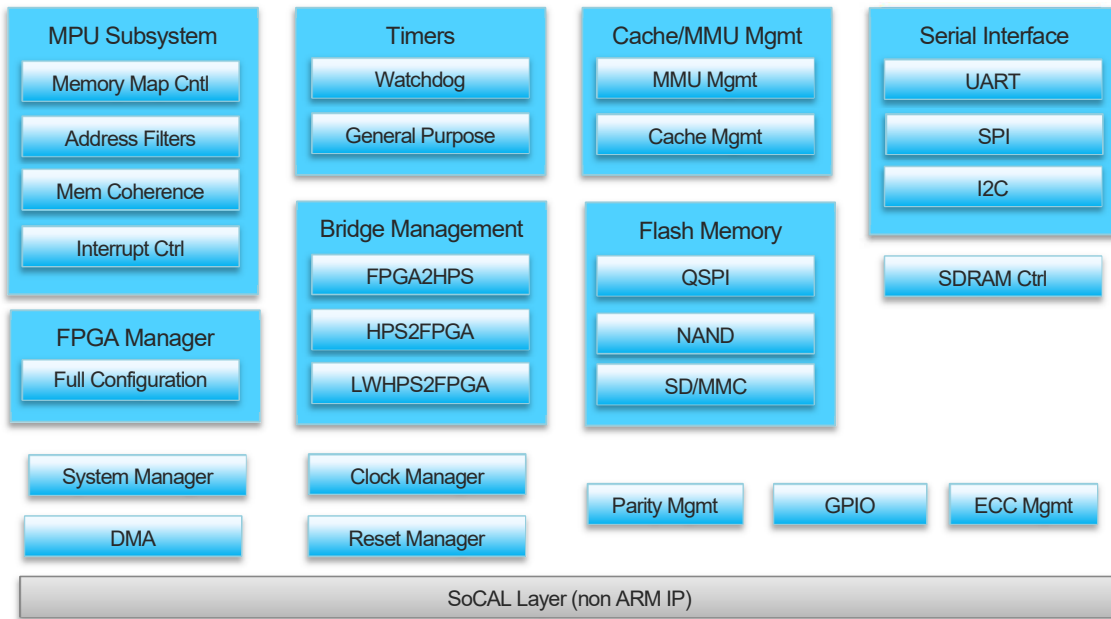 MPU Subsystem
Memory Map Cntl
Address Filters
Mem Coherence
Interrupt Ctrl
FPGA Manager
Full Configuration
System Manager
DMA
Timers
Watchdog
General Purpose
Bridge Management
FPGA2HPS
HPS2FPGA
LWHPS2FPGA
Clock Manager
Reset Manager
Cache/MMU Mgmt
MMU Mgmt
Cache Mgmt
Flash Memory
QSPI
NAND
SD/MMC
Serial Interface
UART
SPI
I2C
SDRAM Ctrl
Parity Mgmt
GPIO
ECC Mgmt
SoCAL Layer (non ARM IP)